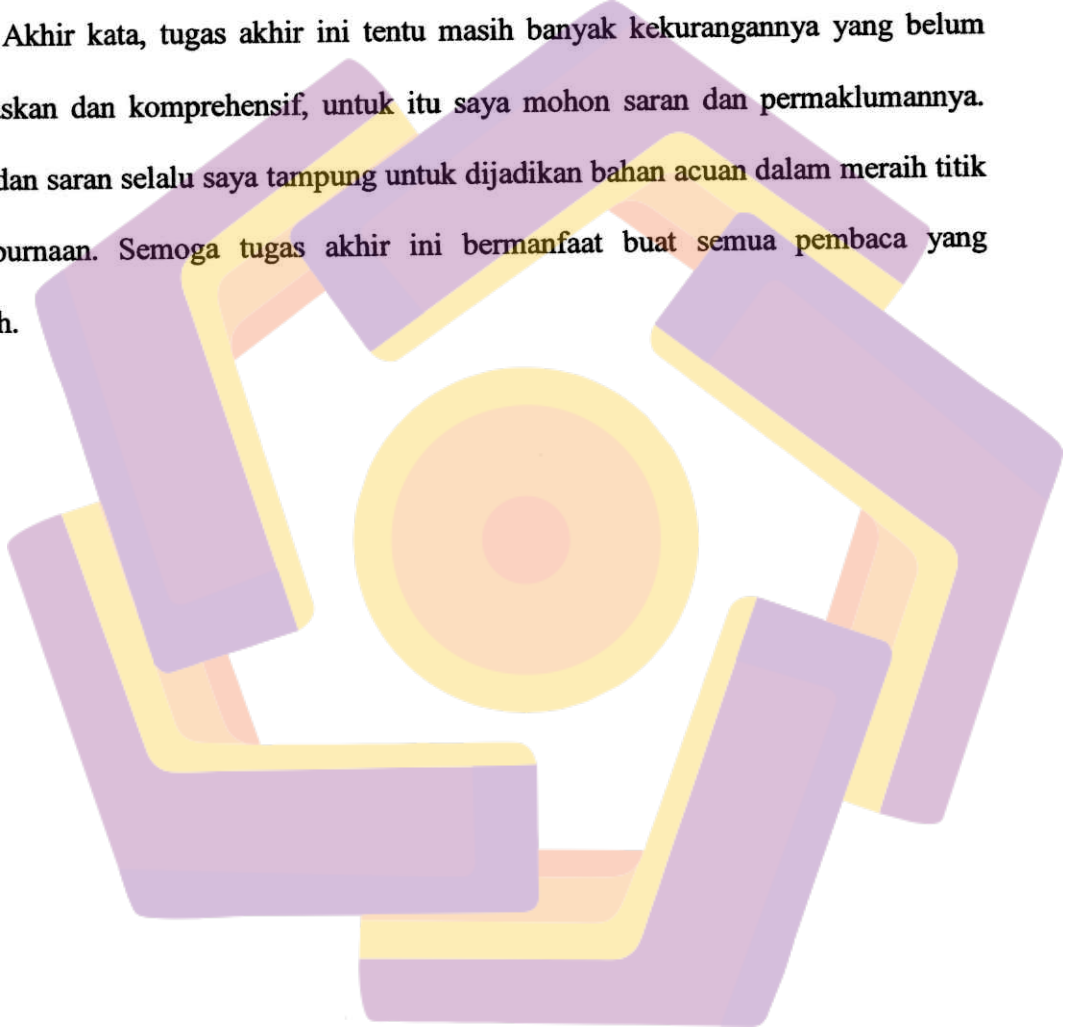 Akhir kata, tugas akhir ini tentu masih banyak kekurangannya yang belum
skan dan komprehensif, untuk itu saya mohon saran dan permaklumannya.
dan saran selalu saya tampung untuk dijadikan bahan acuan dalam meraih titik
purnaan. Semoga tugas akhir ini bermanfaat buat semua pembaca yang
h.